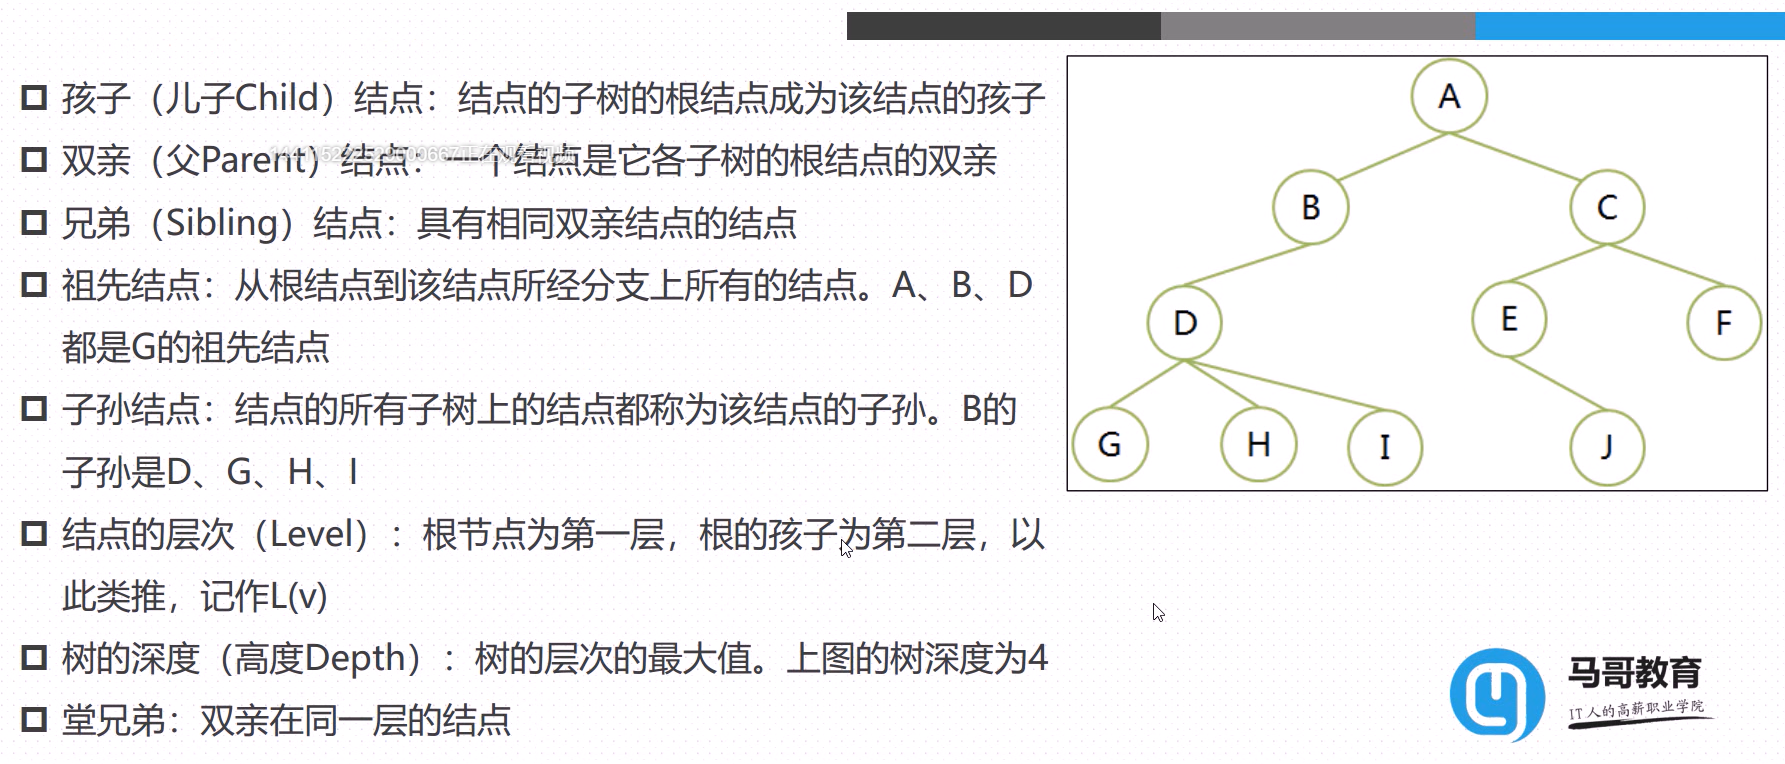 孩子（儿子Child）结点：结点的子树的根结点成为该结点的孩子
双亲（父Parent）结点：一个结点是它各子树的根结点的双亲
兄弟（Sibling）结点：具有相同双亲结点的结点
祖先结点：从根结点到该结点所经分支上所有的结点。A、B、D
都是G的祖先结点
子孙结点：结点的所有子树上的结点都称为该结点的子孙。B的
子孙是D、G、H、I
结点的层次（Level）：根节点为第一层，根的孩子为第二层，以
此类推，记作L(v)
树的深度（高度Depth）：树的层次的最大值。上图的树深度为4
堂兄弟：双亲在同一层的结点
A
B
C
D
E
F
G
H
I
J
马哥教育
IT人的高薪职业学院